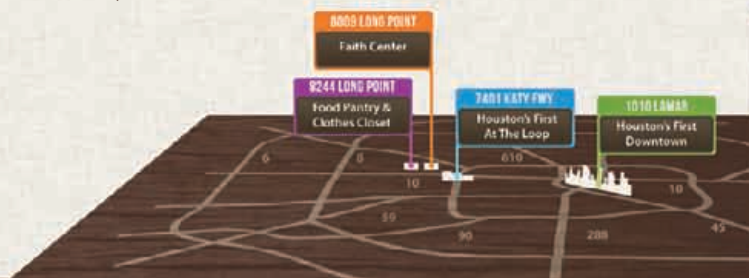 8009 LONG POINT
Faith Center
8244 LONG POINT
Food Pantry &
Clothes Closet
7401 KATY FWY
Houston's First
At The Loop
1010 LAMAR
Houston's First
Downtown
6
8
610
10
10
59
90
288
45